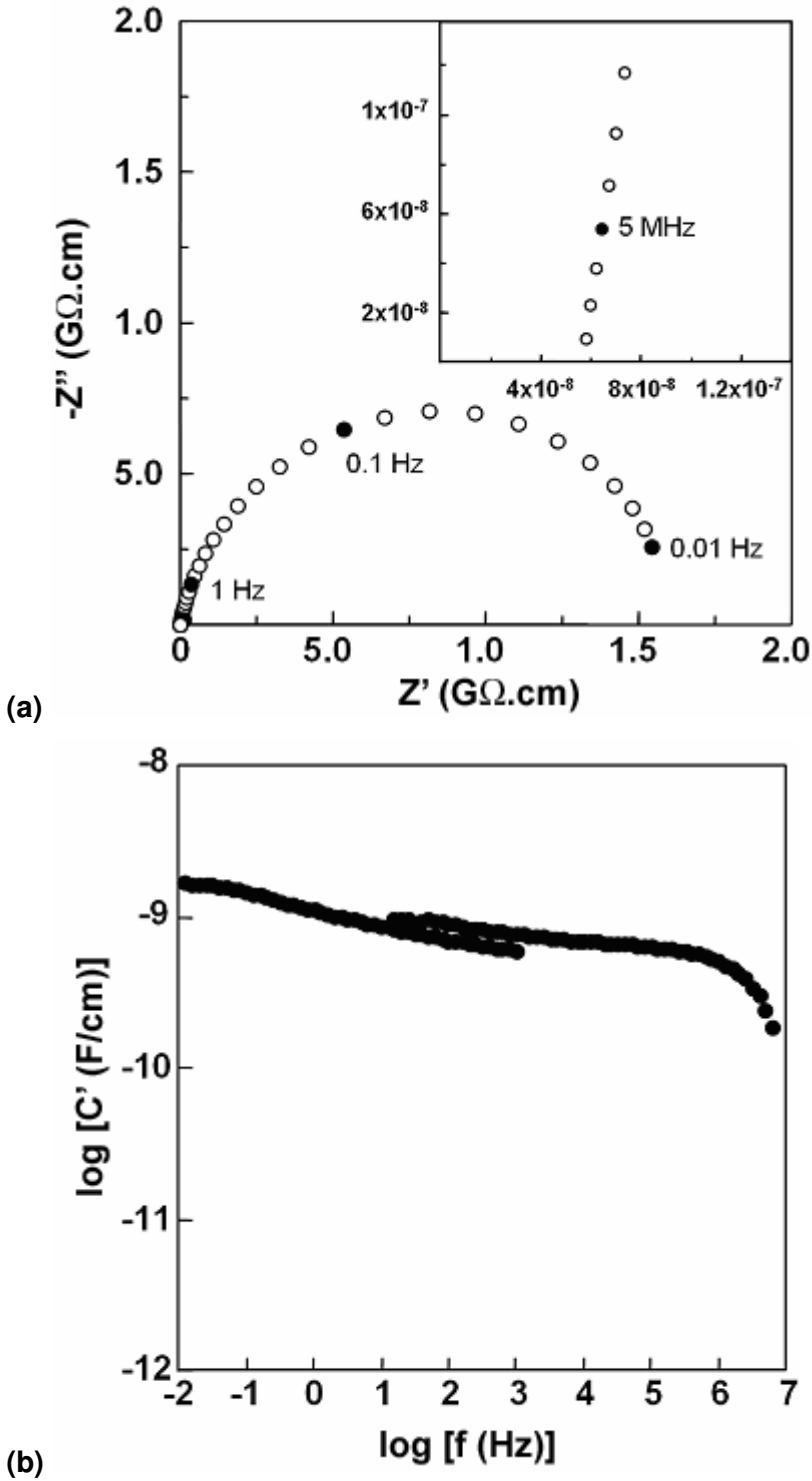 2.0
1.5
1.0
5.0
0
-Z’’ (GΩ.cm)
1x10-7
6x10-8
2x10-8
5 MHz
4x10-8 8x10-8 1.2x10-7
0.1 Hz
0.01 Hz
1 Hz
0 5.0 1.0 1.5 2.0
Z’ (GΩ.cm)
(a)
-8
-9
-10
-11
-12
log [C’ (F/cm)]
-2 -1 0 1 2 3 4 5 6 7
log [f (Hz)]
(b)